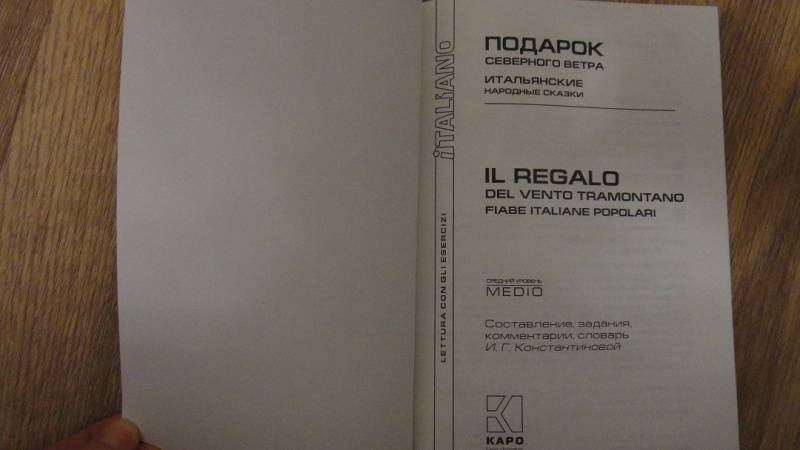 ПОДАРОК
СЕВЕРНОГО ВЕТРА
ИТАЛЬЯНСКИЕ
НАРОДНЫЕ СКАЗКИ
IL REGALO
DEL VENTO TRAMONTANO
FIABE ITALIANE POPOLARI
СРЕДНИЙ УРОВЕНЬ
MEDIO
Составление, задания,
комментарии, словарь
И. Г. Константиновой
КАРО
iTALiANO
LETTURA CON GLI ESERCIZI